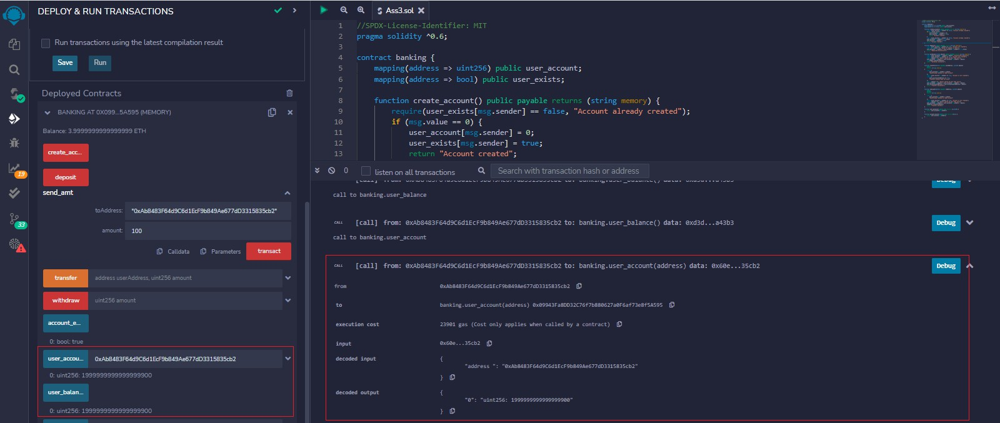 DEPLOY & RUN TRANSACTIONS
Run transactions using the latest compilation result
Save
Run
Deployed Contracts
BANKING AT 0X099...5A595 (MEMORY)
Balance: 3.9999999999999999 ETH
create_acc...
deposit
send_amt
toAddress:
"0xAb8483F64d9C6d1EcF9b849Ae677dD3315835cb2"
amount:
100
Calldata
Parameters
transact
transfer
address userAddress, uint256 amount
withdraw
uint256 amount
account_e...
0: bool: true
user_accou...
0xAb8483F64d9C6d1EcF9b849Ae677dD3315835cb2
0: uint256: 1999999999999999900
user_balan...
0: uint256: 1999999999999999900
19
33
Ass3.sol
1 //SPDX-License-Identifier: MIT
2 pragma solidity ^0.6;
3
4 contract banking {
5 mapping(address => uint256) public user_account;
6 mapping(address => bool) public user_exists;
7
8 function create_account() public payable returns (string memory) {
9 require(user_exists[msg.sender] == false, "Account already created");
10 if (msg.value == 0) {
11 user_account[msg.sender] = 0;
12 user_exists[msg.sender] = true;
13 return "Account created";
0
listen on all transactions
Search with transaction hash or address
Debug
call to banking.user_balance
CALL [call] from: 0xAb8483F64d9C6d1EcF9b849Ae677dD3315835cb2 to: banking.user_balance() data: 0xd3d...a43b3
Debug
call to banking.user_account
CALL [call] from: 0xAb8483F64d9C6d1EcF9b849Ae677dD3315835cb2 to: banking.user_account(address) data: 0x60e...35cb2
Debug
from 0xAb8483F64d9C6d1EcF9b849Ae677dD3315835cb2
to banking.user_account(address) 0x09943Fa8DD32C76f7b880627a0F6af73e8f5A595
execution cost 23901 gas (Cost only applies when called by a contract)
input 0x60e...35cb2
decoded input {
"address ": "0xAb8483F64d9C6d1EcF9b849Ae677dD3315835cb2"
}
decoded output {
"0": "uint256: 1999999999999999900"
}